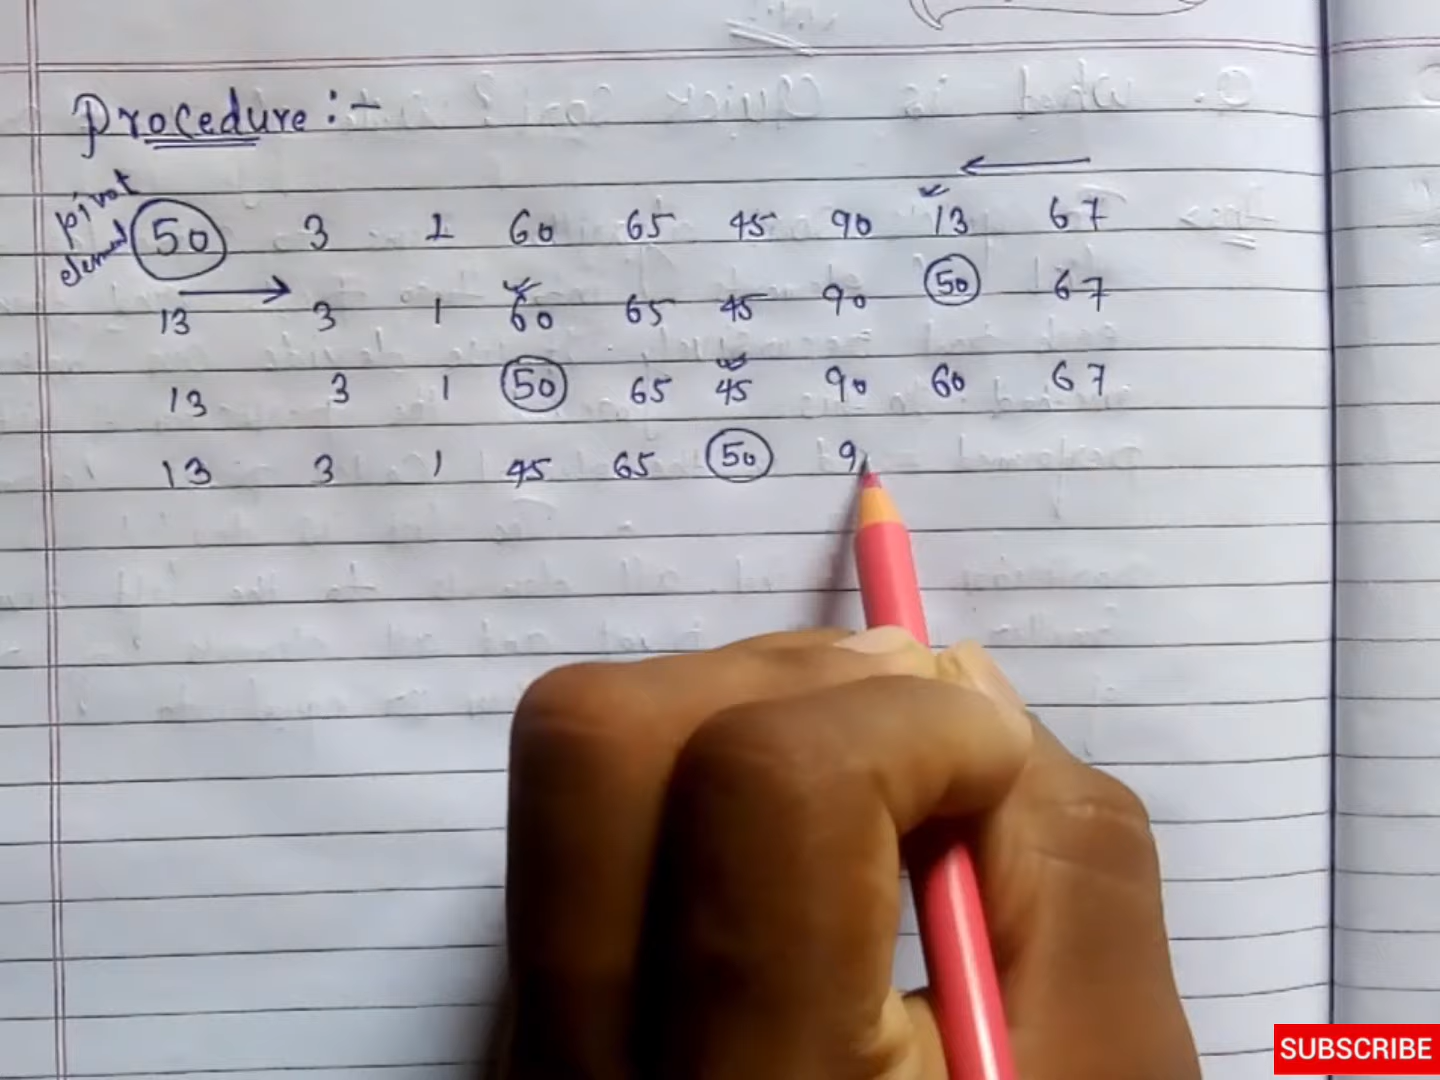 Procedure :-
pivot
element
50 3 1 60 65 45 90 13 67
13 3 1 60 65 45 90 50 67
13 3 1 50 65 45 90 60 67
13 3 1 45 65 50 9
SUBSCRIBE